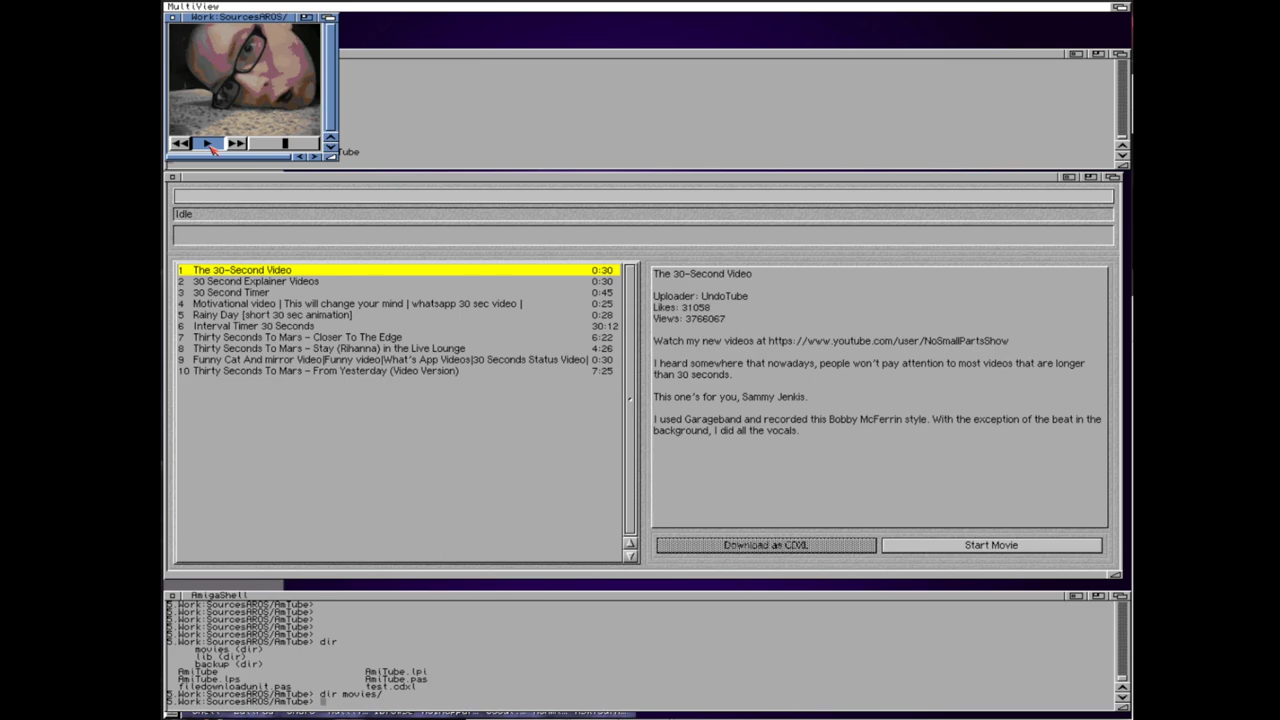 MultiView
Work:SourcesAROS/
Tube
Idle
1 The 30-Second Video 0:30
2 30 Second Explainer Videos 0:30
3 30 Second Timer 0:45
4 Motivational video | This will change your mind | whatsapp 30 sec video | 0:25
5 Rainy Day [short 30 sec animation] 0:28
6 Interval Timer 30 Seconds 30:12
7 Thirty Seconds To Mars - Closer To The Edge 6:22
8 Thirty Seconds To Mars - Stay (Rihanna) in the Live Lounge 4:26
9 Funny Cat And mirror Video|Funny video|What's App Videos|30 Seconds Status Video| 0:30
10 Thirty Seconds To Mars - From Yesterday (Video Version) 7:25
The 30-Second Video
Uploader: UndoTube
Likes: 31058
Views: 3766067
Watch my new videos at https://www.youtube.com/user/NoSmallPartsShow
I heard somewhere that nowadays, people won't pay attention to most videos that are longer
than 30 seconds.
This one's for you, Sammy Jenkis.
I used Garageband and recorded this Bobby McFerrin style. With the exception of the beat in the
background, I did all the vocals.
Download as CDXL
Start Movie
AmigaShell
5.Work:SourcesAROS/AmTube>
5.Work:SourcesAROS/AmTube>
5.Work:SourcesAROS/AmTube>
5.Work:SourcesAROS/AmTube>
5.Work:SourcesAROS/AmTube>
5.Work:SourcesAROS/AmTube> dir
movies (dir)
lib (dir)
backup (dir)
AmiTube AmiTube.lpi
AmiTube.lps AmiTube.pas
filedownloadunit.pas test.cdxl
5.Work:SourcesAROS/AmTube> dir movies/
5.Work:SourcesAROS/AmTube>